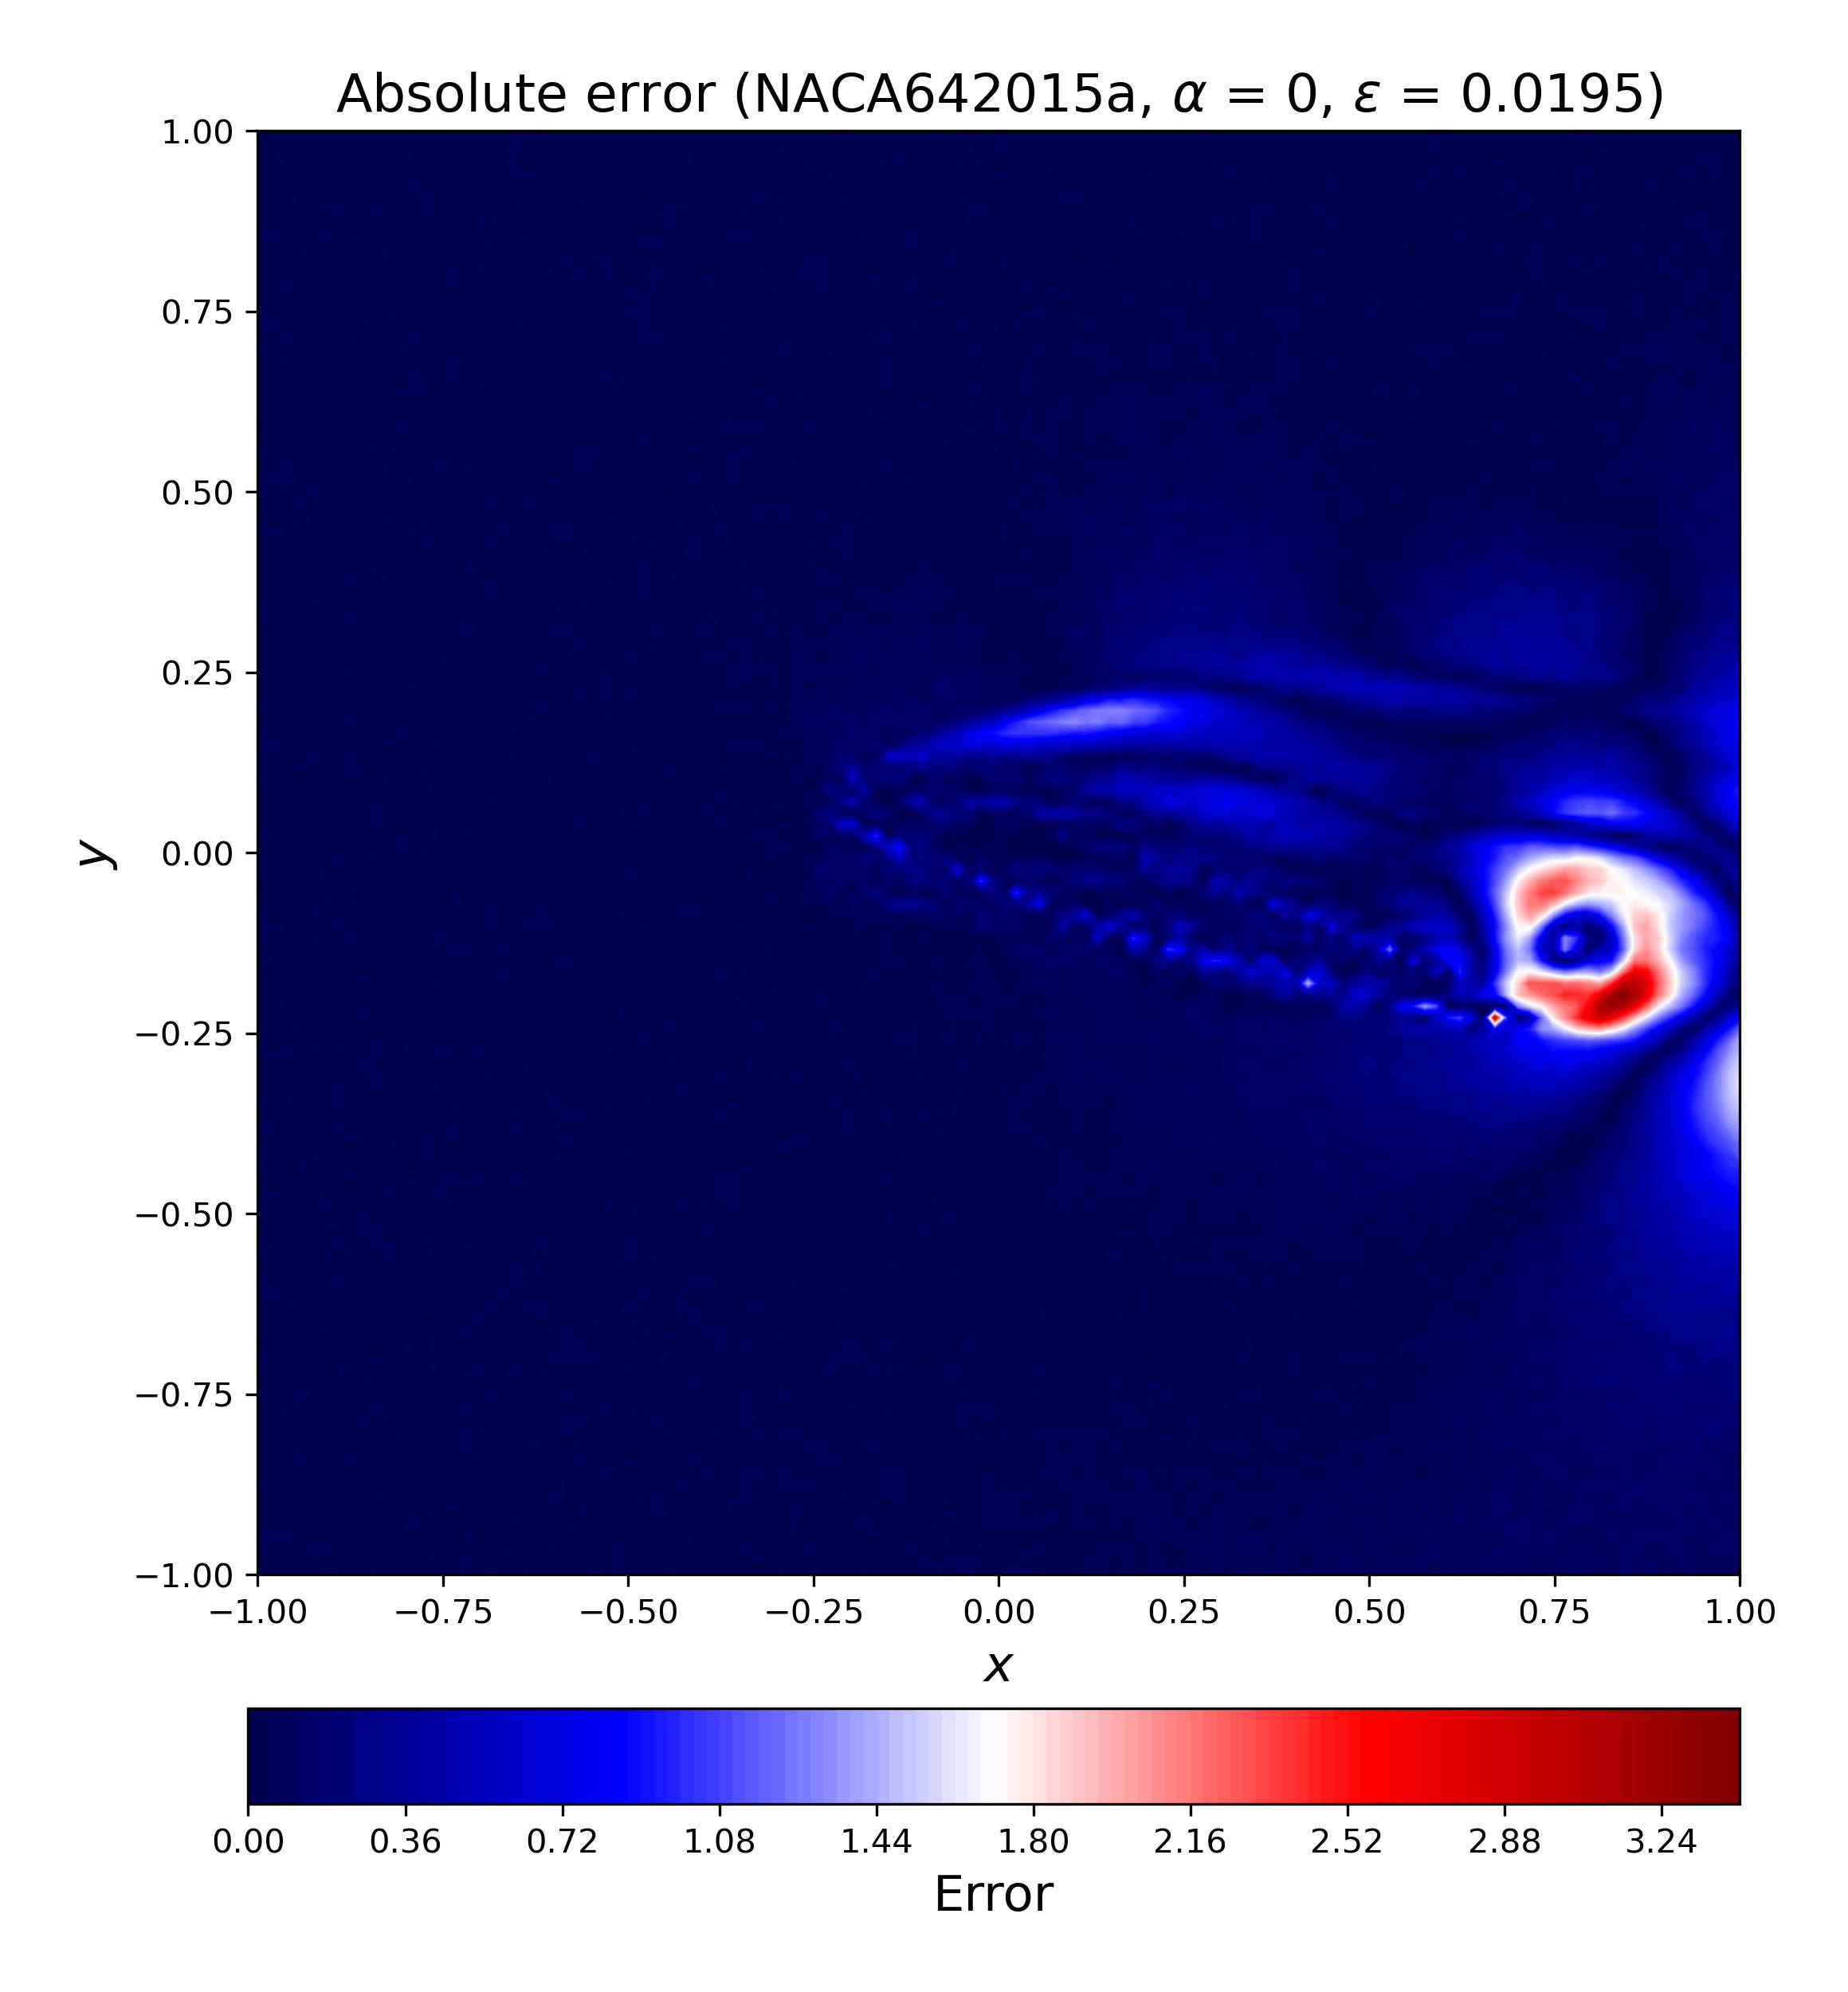 Absolute error (NACA642015a, α = 0, ε = 0.0195)
1.00
0.75
0.50
0.25
0.00
−0.25
−0.50
−0.75
−1.00
y
−1.00 −0.75 −0.50 −0.25 0.00 0.25 0.50 0.75 1.00
x
0.00 0.36 0.72 1.08 1.44 1.80 2.16 2.52 2.88 3.24
Error